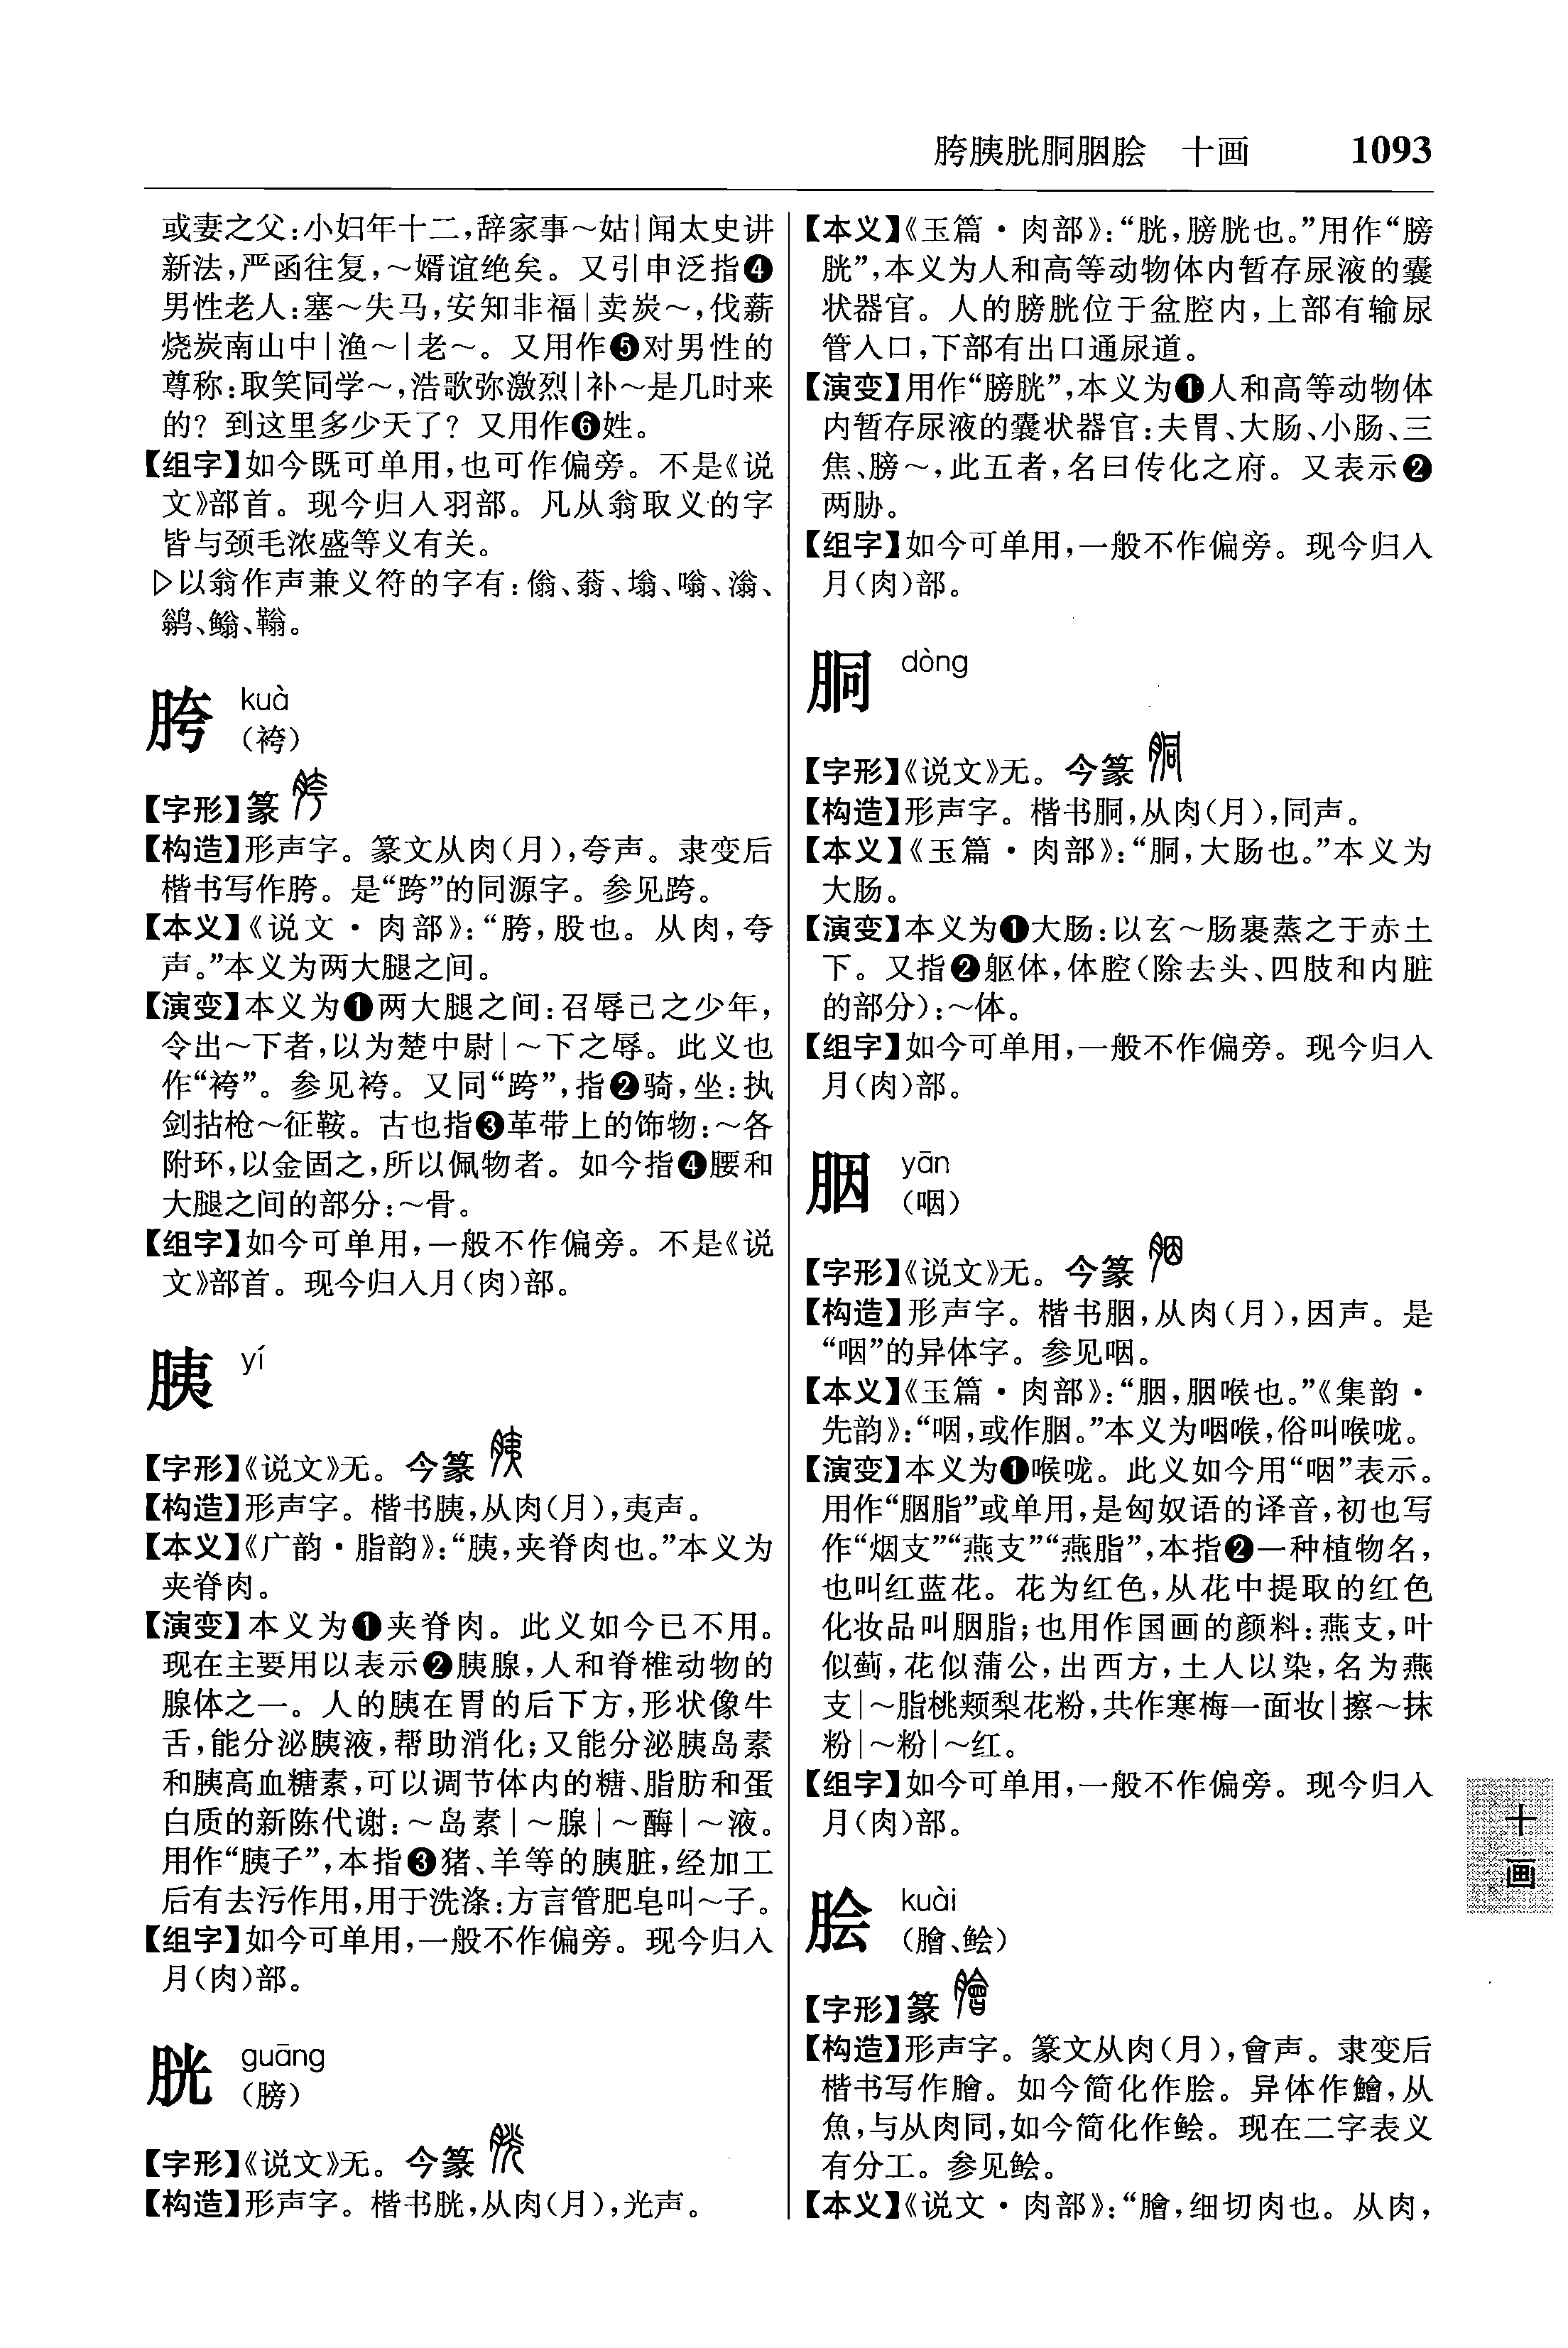 胯胰胱胴胭脍　十画　1093
或妻之父:小妇年十二,辞家事～姑|闻太史讲
新法,严函往复,～婿谊绝矣。又引申泛指❹
男性老人:塞～失马,安知非福|卖炭～,伐薪
烧炭南山中|渔～|老～。又用作❺对男性的
尊称:取笑同学～,浩歌弥激烈|补～是几时来
的?到这里多少天了?又用作❻姓。
【组字】如今既可单用,也可作偏旁。不是《说
文》部首。现今归入羽部。凡从翁取义的字
皆与颈毛浓盛等义有关。
▷以翁作声兼义符的字有:㑩、蓊、塕、嗡、滃、
鹟、鳚、鞥。
胯 kuà
(袴)
【字形】篆
【构造】形声字。篆文从肉(月),夸声。隶变后
楷书写作胯。是“跨”的同源字。参见跨。
【本义】《说文·肉部》:“胯,股也。从肉,夸
声。”本义为两大腿之间。
【演变】本义为❶两大腿之间:召辱己之少年,
令出～下者,以为楚中尉|～下之辱。此义也
作“袴”。参见袴。又同“跨”,指❷骑,坐:执
剑拈枪～征鞍。古也指❸革带上的饰物:～各
附环,以金固之,所以佩物者。如今指❹腰和
大腿之间的部分:～骨。
【组字】如今可单用,一般不作偏旁。不是《说
文》部首。现今归入月(肉)部。
胰 yí
【字形】《说文》无。今篆
【构造】形声字。楷书胰,从肉(月),夷声。
【本义】《广韵·脂韵》:“胰,夹脊肉也。”本义为
夹脊肉。
【演变】本义为❶夹脊肉。此义如今已不用。
现在主要用以表示❷胰腺,人和脊椎动物的
腺体之一。人的胰在胃的后下方,形状像牛
舌,能分泌胰液,帮助消化;又能分泌胰岛素
和胰高血糖素,可以调节体内的糖、脂肪和蛋
白质的新陈代谢:～岛素|～腺|～酶|～液。
用作“胰子”,本指❸猪、羊等的胰脏,经加工
后有去污作用,用于洗涤:方言管肥皂叫～子。
【组字】如今可单用,一般不作偏旁。现今归入
月(肉)部。
胱 guāng
(膀)
【字形】《说文》无。今篆
【构造】形声字。楷书胱,从肉(月),光声。
【本义】《玉篇·肉部》:“胱,膀胱也。”用作“膀
胱”,本义为人和高等动物体内暂存尿液的囊
状器官。人的膀胱位于盆腔内,上部有输尿
管入口,下部有出口通尿道。
【演变】用作“膀胱”,本义为❶人和高等动物体
内暂存尿液的囊状器官:夫胃、大肠、小肠、三
焦、膀～,此五者,名曰传化之府。又表示❷
两胁。
【组字】如今可单用,一般不作偏旁。现今归入
月(肉)部。
胴 dòng
【字形】《说文》无。今篆
【构造】形声字。楷书胴,从肉(月),同声。
【本义】《玉篇·肉部》:“胴,大肠也。”本义为
大肠。
【演变】本义为❶大肠:以玄～肠裹蒸之于赤土
下。又指❷躯体,体腔(除去头、四肢和内脏
的部分):～体。
【组字】如今可单用,一般不作偏旁。现今归入
月(肉)部。
胭 yān
(咽)
【字形】《说文》无。今篆
【构造】形声字。楷书胭,从肉(月),因声。是
“咽”的异体字。参见咽。
【本义】《玉篇·肉部》:“胭,胭喉也。”《集韵·
先韵》:“咽,或作胭。”本义为咽喉,俗叫喉咙。
【演变】本义为❶喉咙。此义如今用“咽”表示。
用作“胭脂”或单用,是匈奴语的译音,初也写
作“烟支”“燕支”“燕脂”,本指❷一种植物名,
也叫红蓝花。花为红色,从花中提取的红色
化妆品叫胭脂;也用作国画的颜料:燕支,叶
似蓟,花似蒲公,出西方,土人以染,名为燕
支|～脂桃颊梨花粉,共作寒梅一面妆|擦～抹
粉|～粉|～红。
【组字】如今可单用,一般不作偏旁。现今归入
月(肉)部。
脍 kuài
(膾、鲙)
【字形】篆
【构造】形声字。篆文从肉(月),會声。隶变后
楷书写作膾。如今简化作脍。异体作鱠,从
魚,与从肉同,如今简化作鲙。现在二字表义
有分工。参见鲙。
【本义】《说文·肉部》:“膾,细切肉也。从肉,
十
画